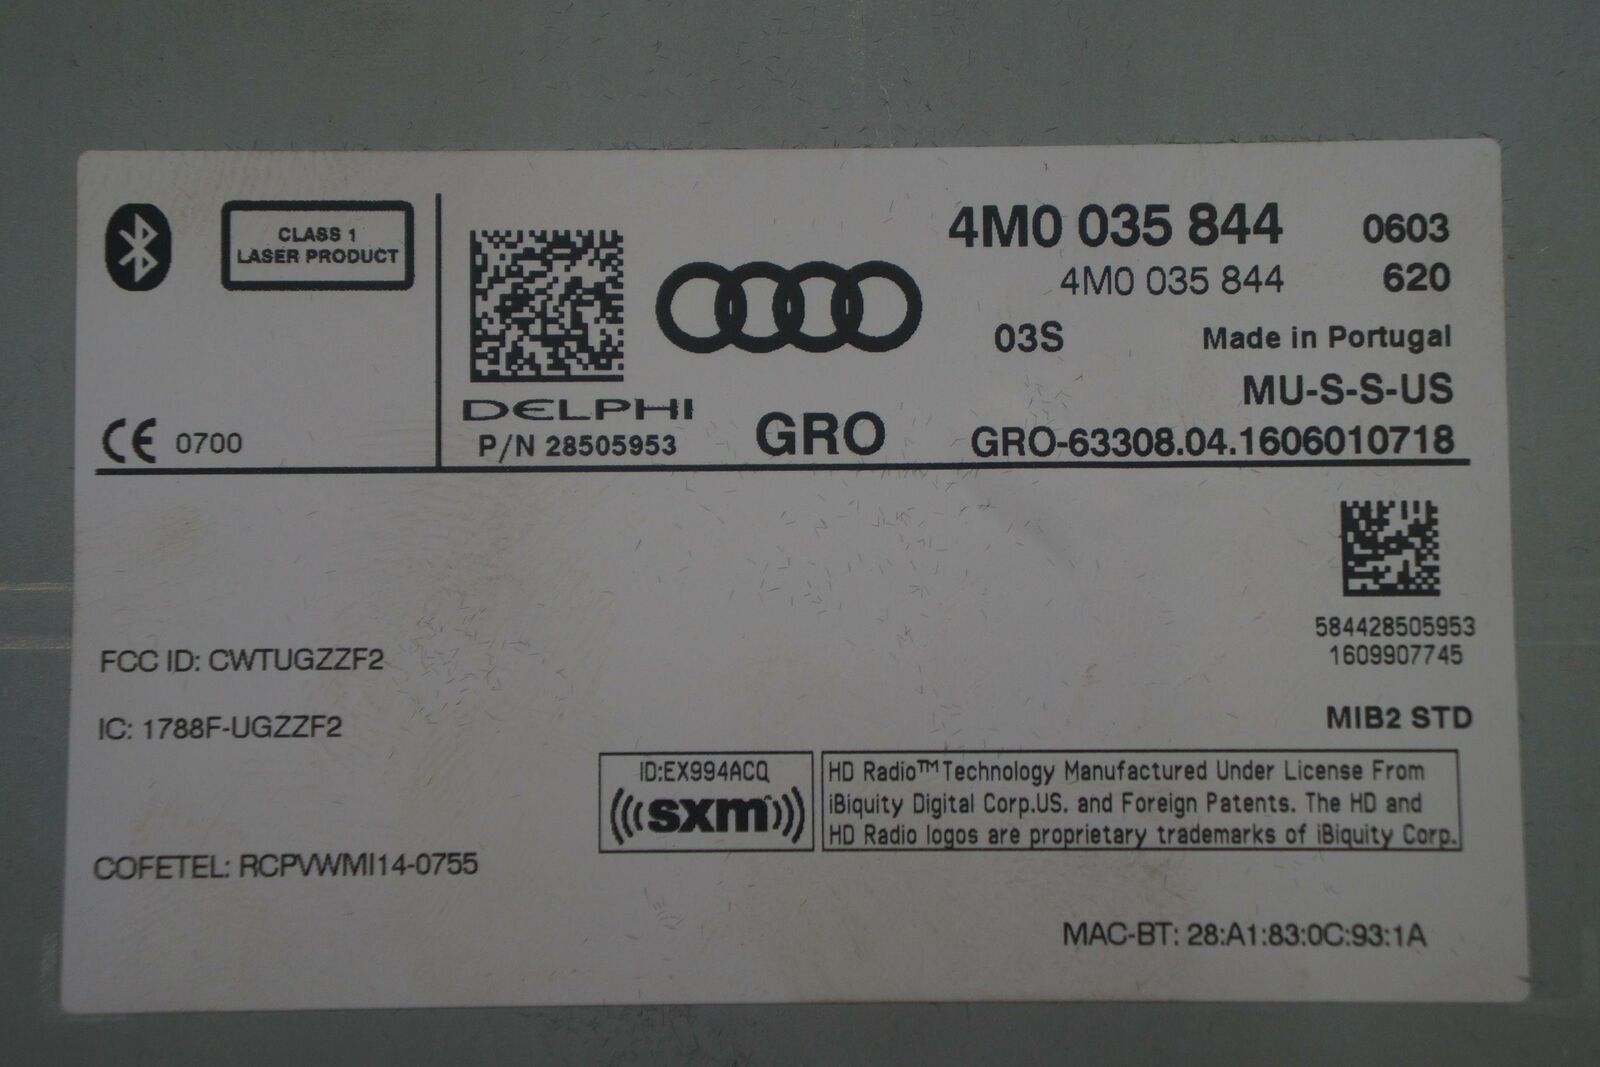 CLASS 1
LASER PRODUCT
CE 0700
DELPHI
P/N 28505953
GRO
4M0 035 844 0603
4M0 035 844 620
03S Made in Portugal
MU-S-S-US
GRO-63308.04.1606010718
584428505953
1609907745
MIB2 STD
FCC ID: CWTUGZZF2
IC: 1788F-UGZZF2
COFETEL: RCPVWMI14-0755
ID:EX994ACQ
sxm
HD Radio™ Technology Manufactured Under License From
iBiquity Digital Corp.US. and Foreign Patents. The HD and
HD Radio logos are proprietary trademarks of iBiquity Corp.
MAC-BT: 28:A1:83:0C:93:1A